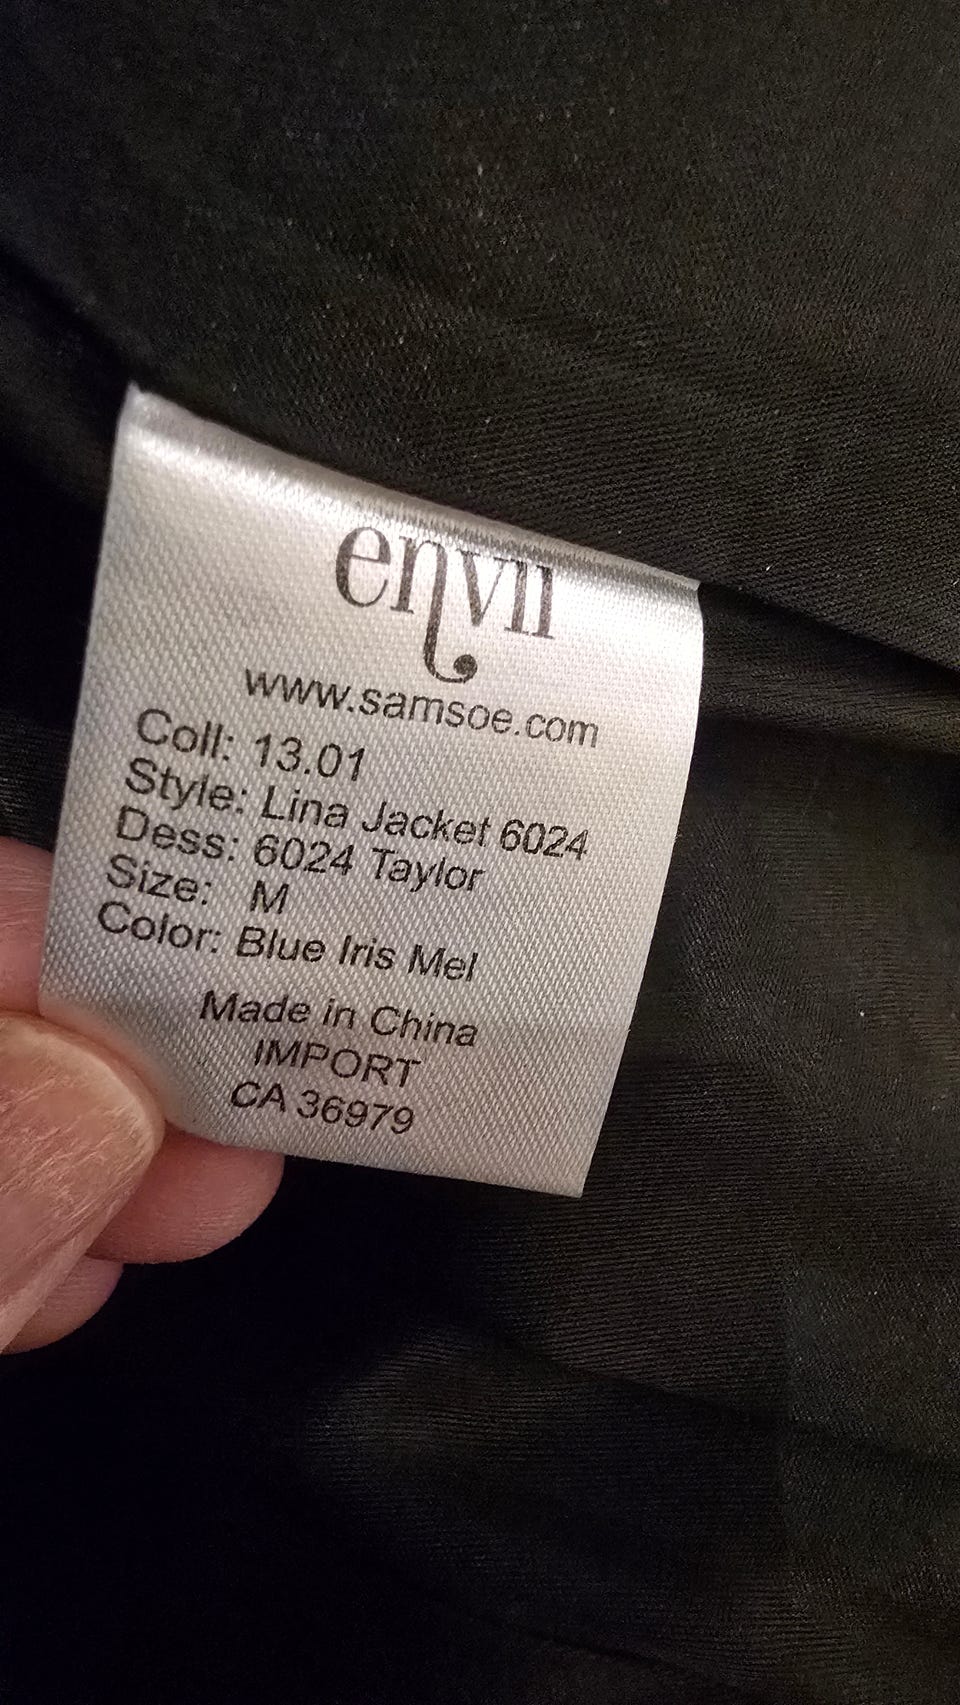 envii
www.samsoe.com
Coll: 13.01
Style: Lina Jacket 6024
Dess: 6024 Taylor
Size: M
Color: Blue Iris Mel
Made in China
IMPORT
CA 36979